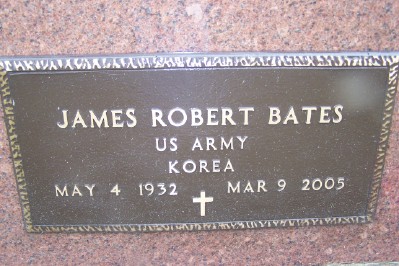 JAMES ROBERT BATES
US ARMY
KOREA
MAY 4 1932 MAR 9 2005